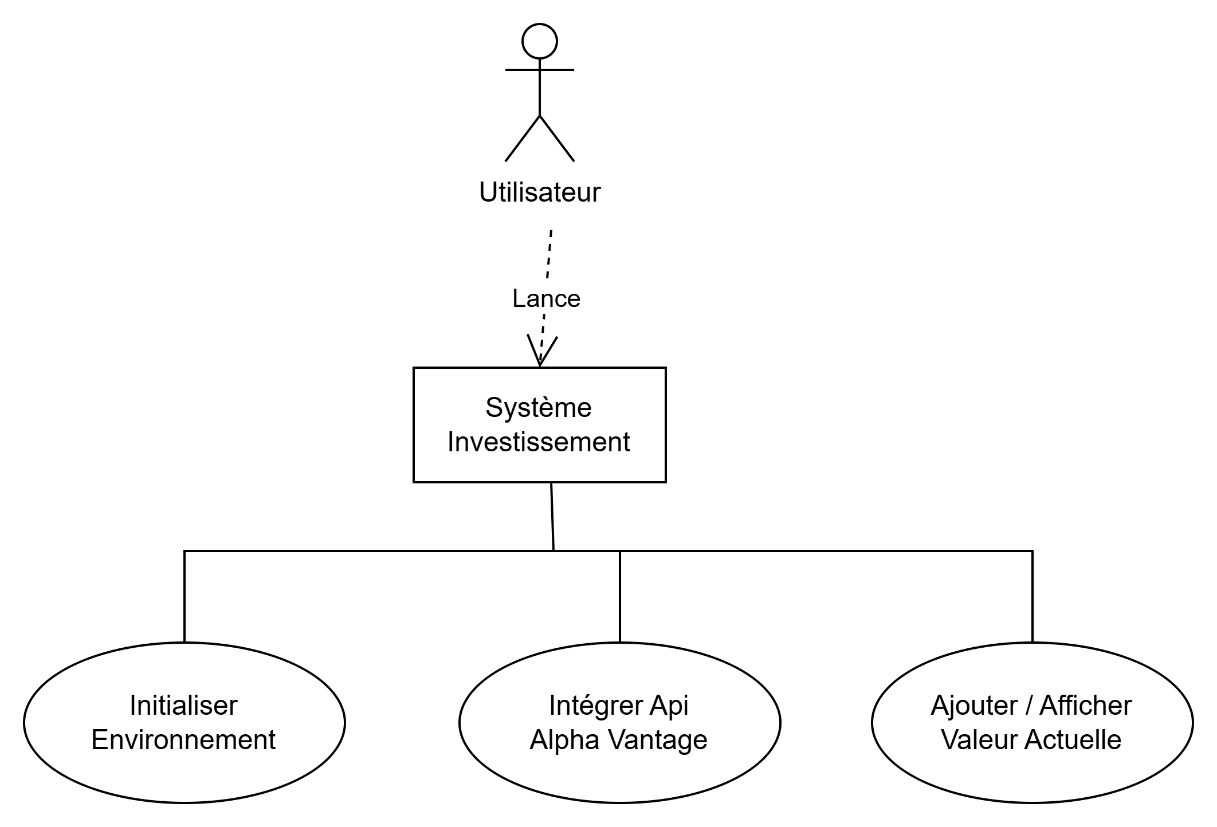 Utilisateur
Lance
Système
Investissement
Initialiser
Environnement
Intégrer Api
Alpha Vantage
Ajouter / Afficher
Valeur Actuelle